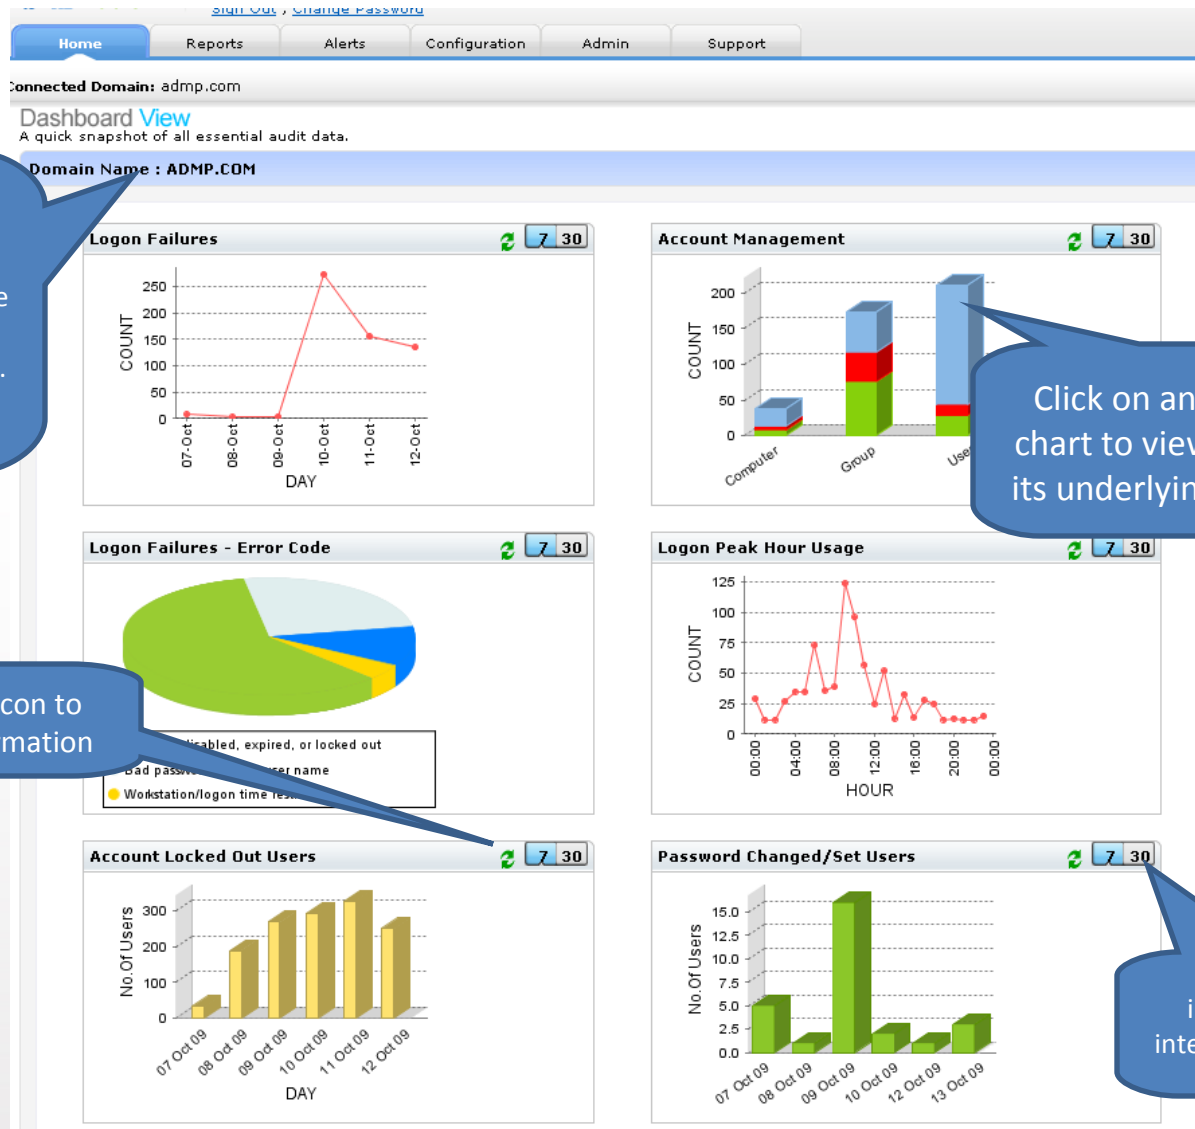 Sign Out , Change Password
Home Reports Alerts Configuration Admin Support
Connected Domain: admp.com
Dashboard View
A quick snapshot of all essential audit data.
Domain Name : ADMP.COM
Logon Failures 7 30
COUNT
250
200
150
100
50
0
07-Oct 08-Oct 09-Oct 10-Oct 11-Oct 12-Oct
DAY
Account Management 7 30
COUNT
200
150
100
50
0
Computer Group User
Click on an
chart to view
its underlyin
Logon Failures - Error Code 7 30
disabled, expired, or locked out
Bad user name
Workstation/logon time
con to
rmation
Logon Peak Hour Usage 7 30
COUNT
125
100
75
50
25
0
00:00 04:00 08:00 12:00 16:00 20:00 00:00
HOUR
Account Locked Out Users 7 30
No.Of Users
300
200
100
0
07 Oct 09 08 Oct 09 09 Oct 09 10 Oct 09 11 Oct 09 12 Oct 09
DAY
Password Changed/Set Users 7 30
No.Of Users
15.0
12.5
10.0
7.5
5.0
2.5
0.0
07 Oct 09 08 Oct 09 09 Oct 09 10 Oct 09 12 Oct 09 13 Oct 09
i
inte